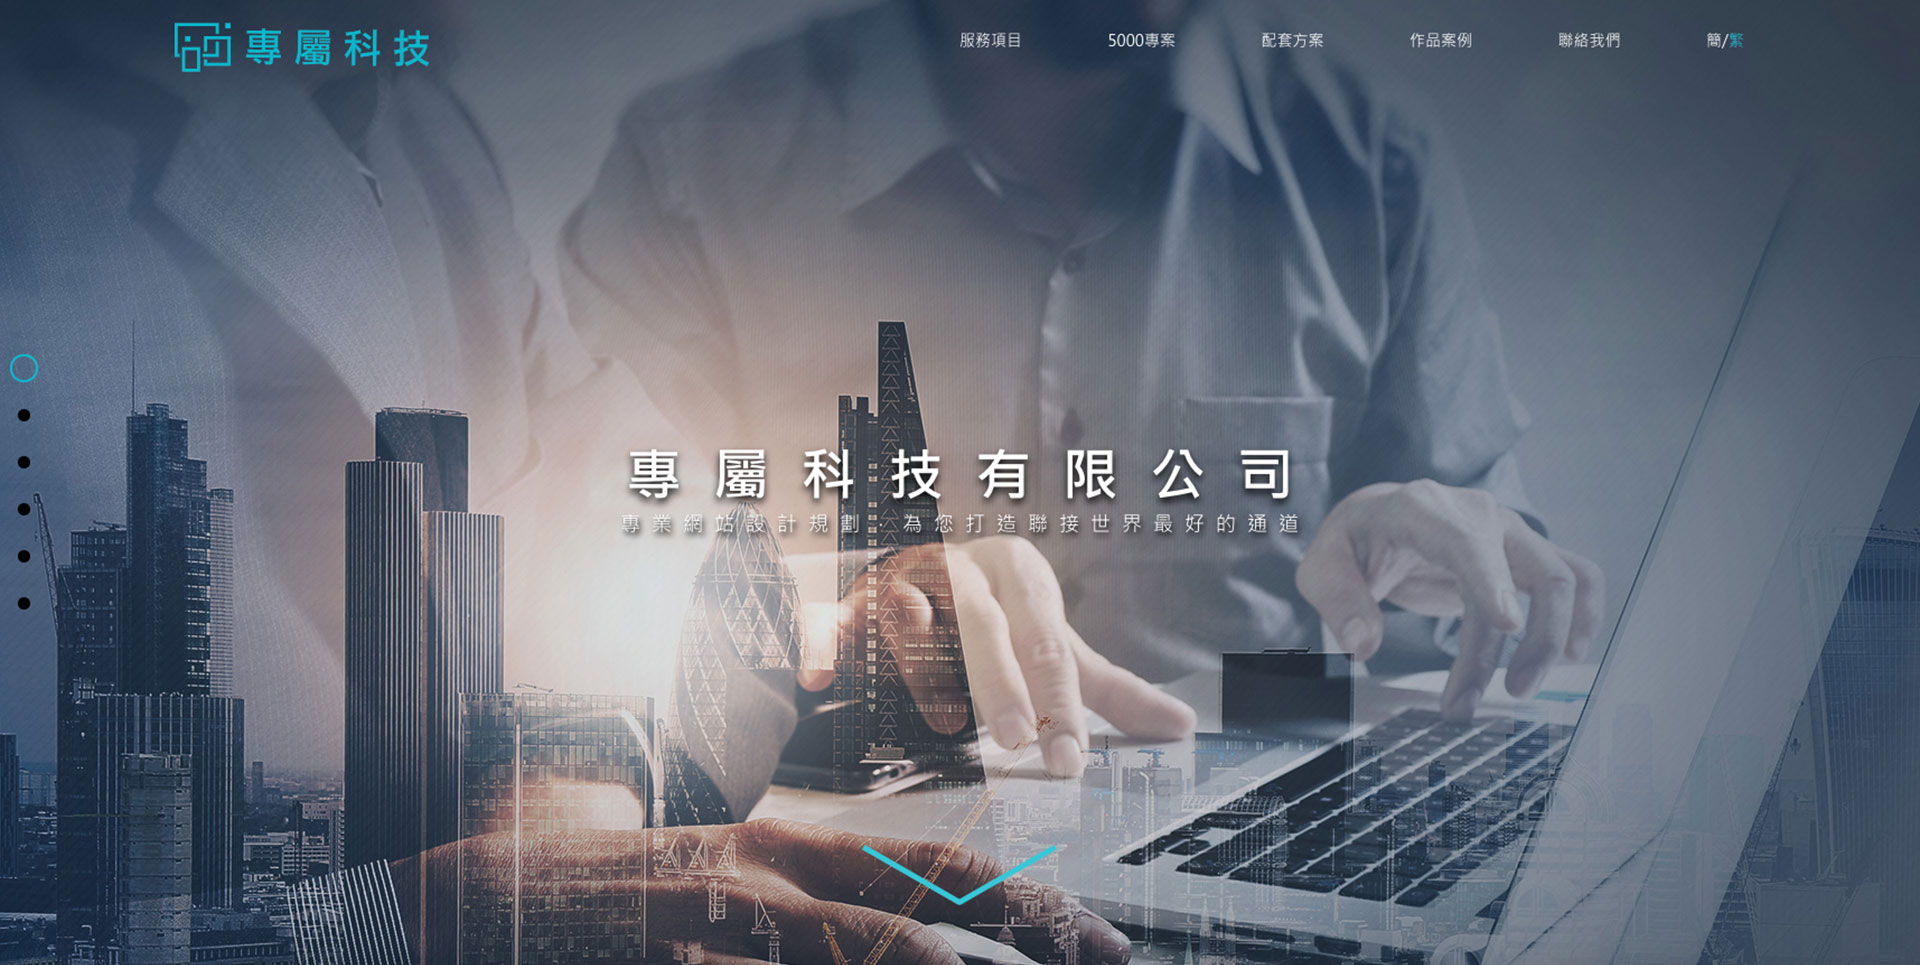 專屬科技
服務項目
5000專案
配套方案
作品案例
聯絡我們
簡/繁
專屬科技有限公司
專業網站設計規劃，為您打造聯接世界最好的通道